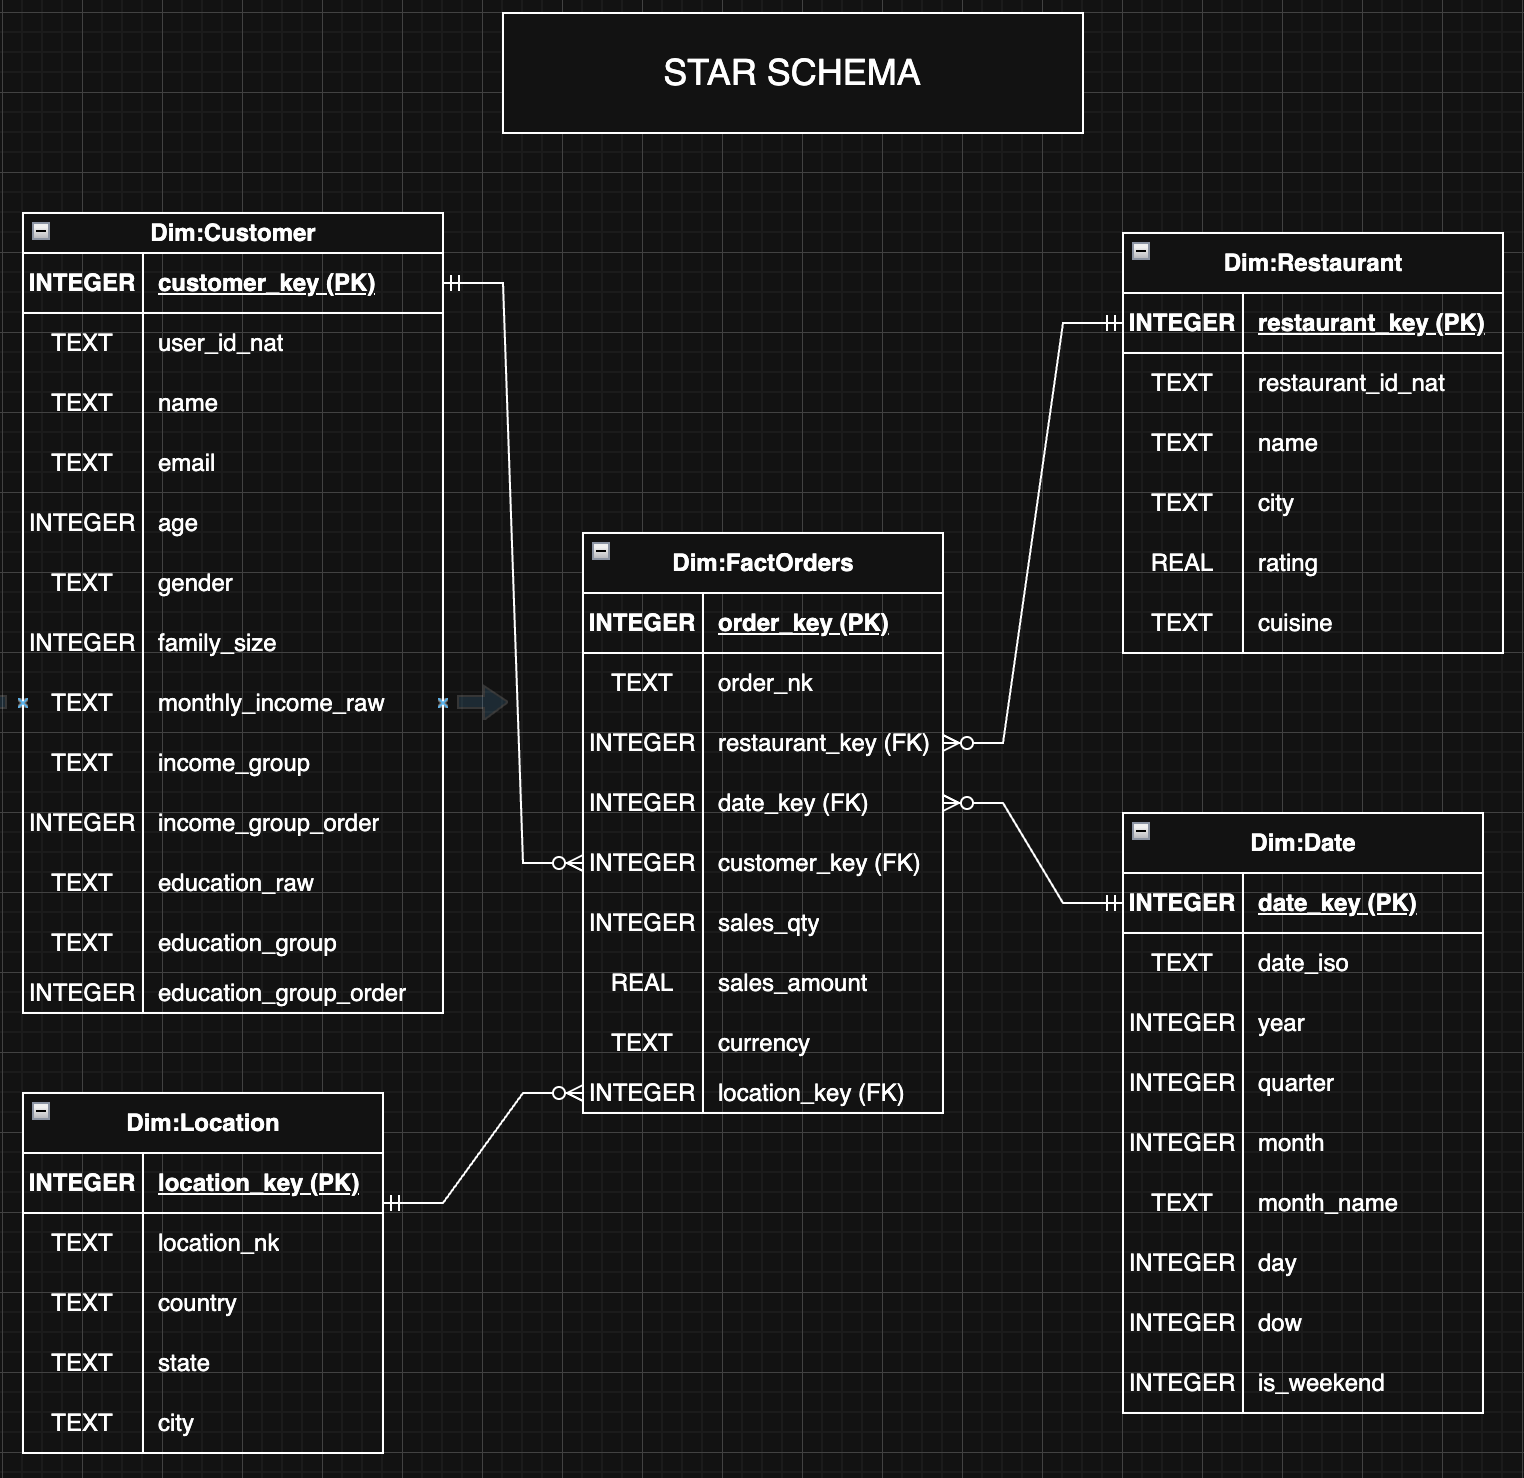 STAR SCHEMA
Dim:Customer
INTEGER customer_key (PK)
TEXT user_id_nat
TEXT name
TEXT email
INTEGER age
TEXT gender
INTEGER family_size
TEXT monthly_income_raw
TEXT income_group
INTEGER income_group_order
TEXT education_raw
TEXT education_group
INTEGER education_group_order
Dim:Location
INTEGER location_key (PK)
TEXT location_nk
TEXT country
TEXT state
TEXT city
Dim:FactOrders
INTEGER order_key (PK)
TEXT order_nk
INTEGER restaurant_key (FK)
INTEGER date_key (FK)
INTEGER customer_key (FK)
INTEGER sales_qty
REAL sales_amount
TEXT currency
INTEGER location_key (FK)
Dim:Restaurant
INTEGER restaurant_key (PK)
TEXT restaurant_id_nat
TEXT name
TEXT city
REAL rating
TEXT cuisine
Dim:Date
INTEGER date_key (PK)
TEXT date_iso
INTEGER year
INTEGER quarter
INTEGER month
TEXT month_name
INTEGER day
INTEGER dow
INTEGER is_weekend